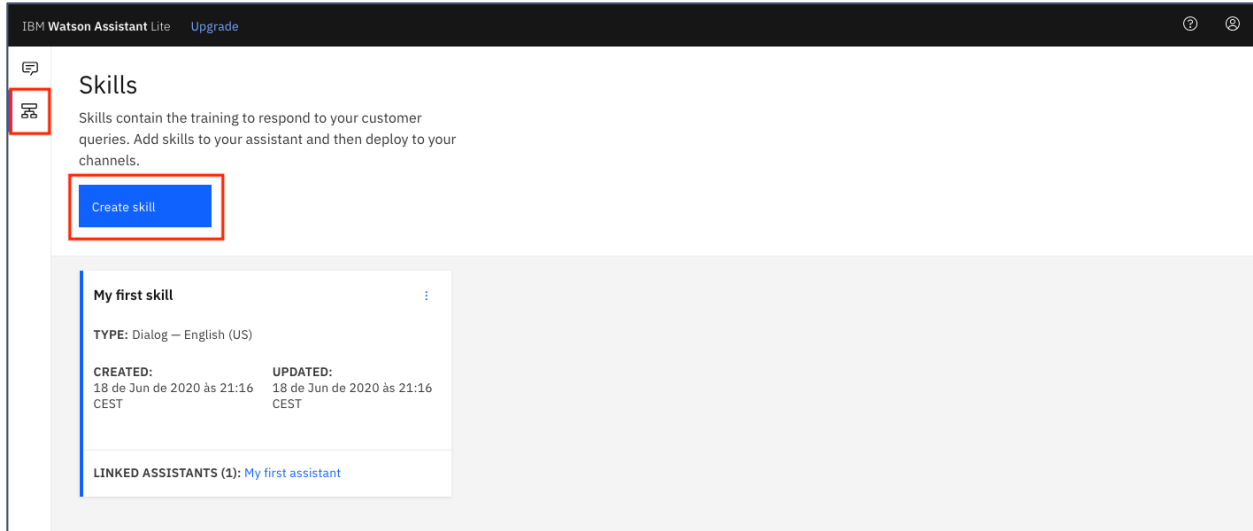 IBM Watson Assistant Lite Upgrade
Skills
Skills contain the training to respond to your customer
queries. Add skills to your assistant and then deploy to your
channels.
Create skill
My first skill
TYPE: Dialog — English (US)
CREATED: UPDATED:
18 de Jun de 2020 às 21:16 18 de Jun de 2020 às 21:16
CEST CEST
LINKED ASSISTANTS (1): My first assistant